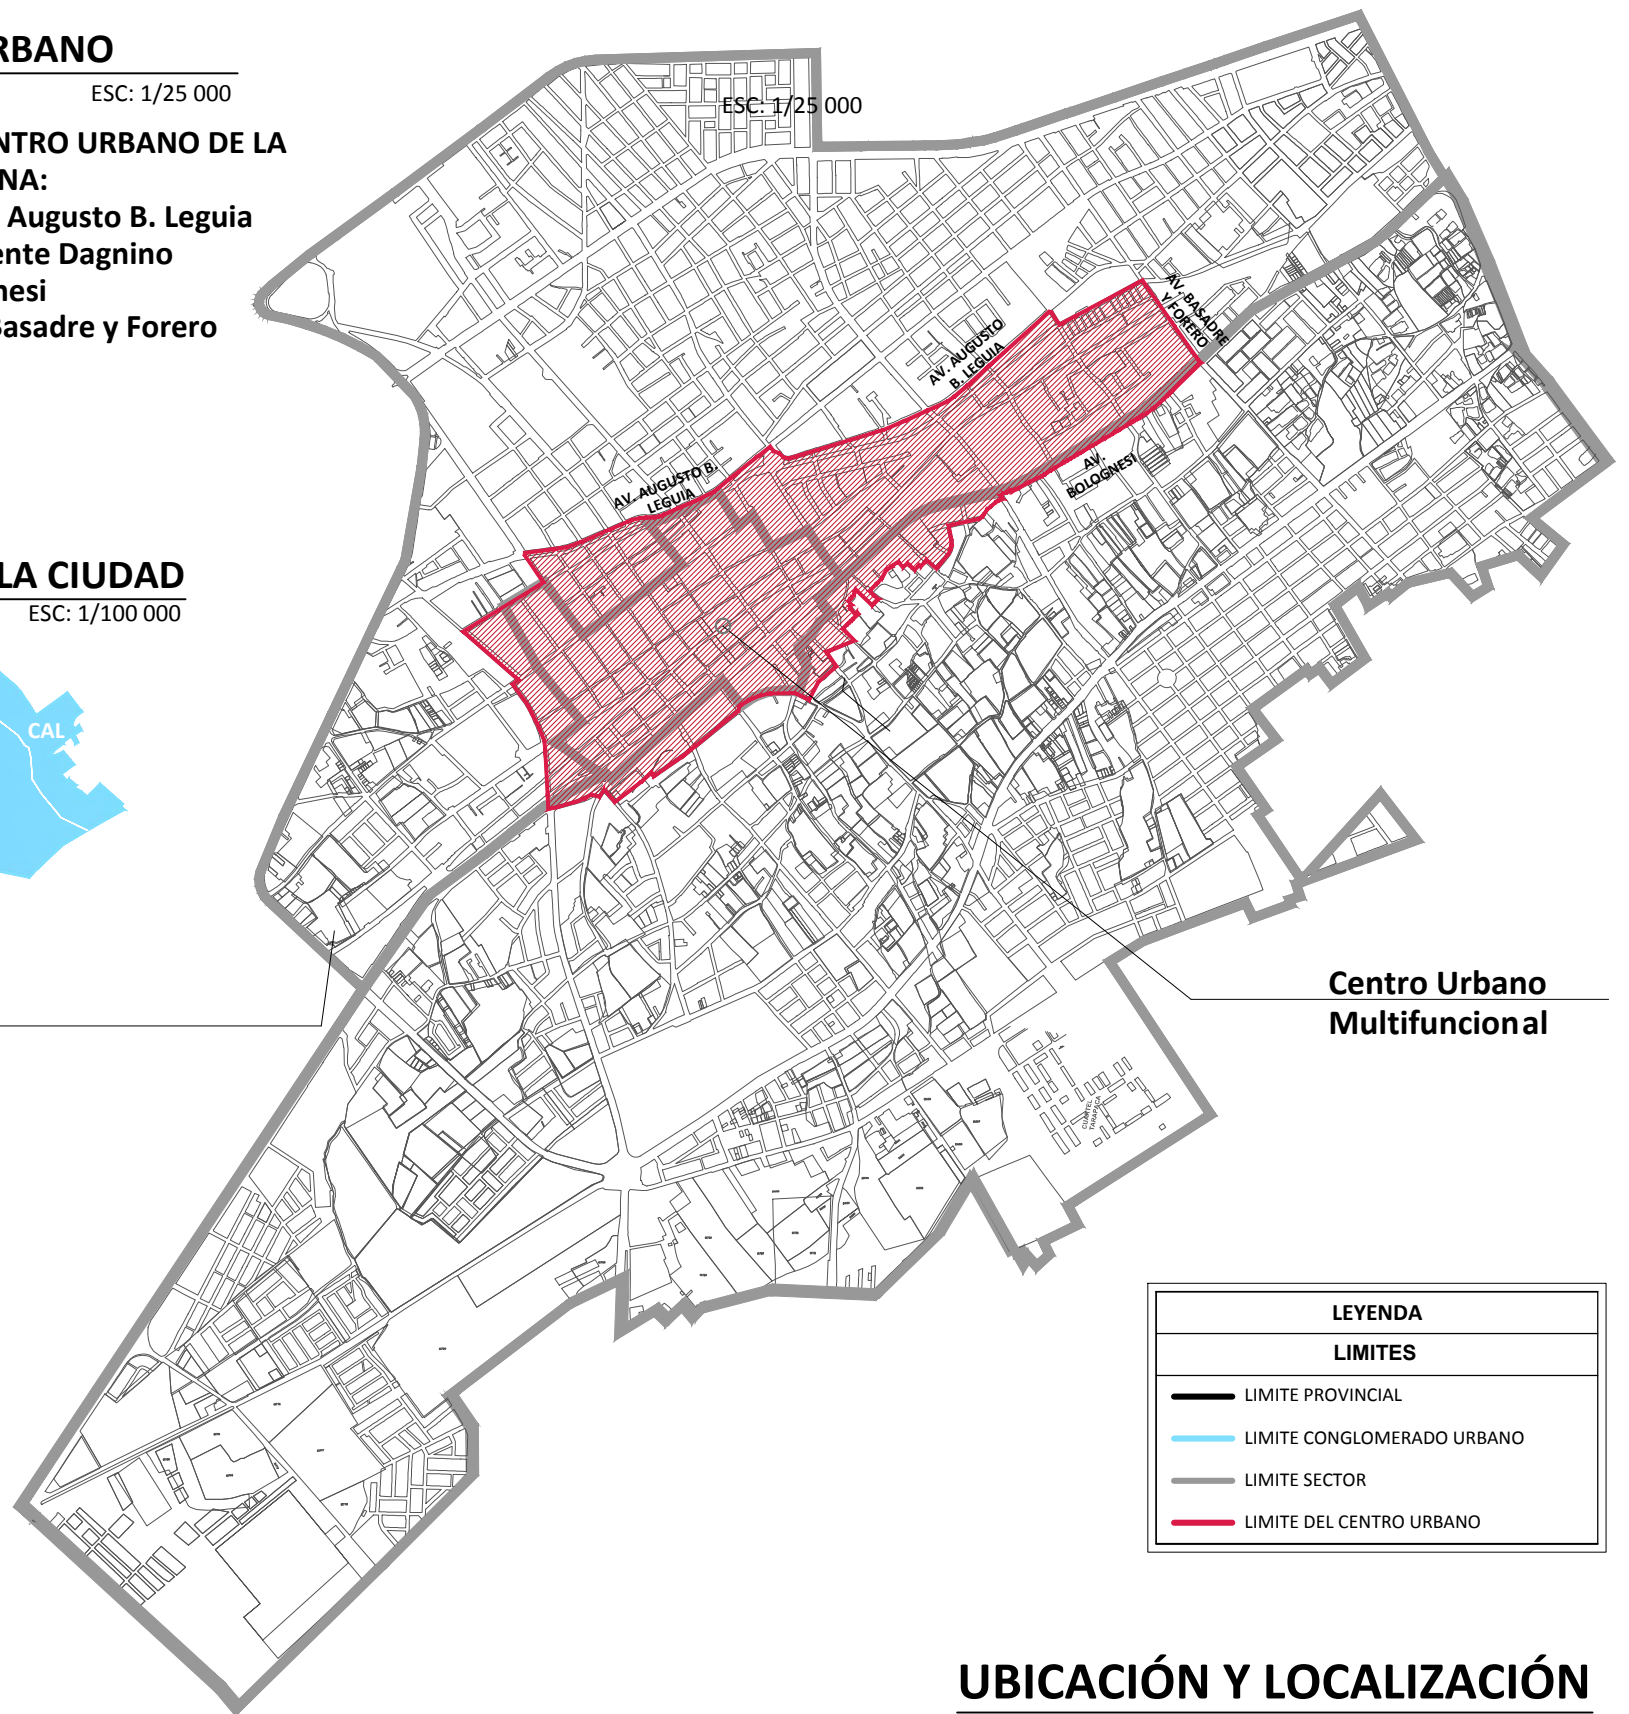 RBANO
ESC: 1/25 000
ESC: 1/25 000
NTRO URBANO DE LA
NA:
Augusto B. Leguia
ente Dagnino
nesi
Basadre y Forero
AV. BASADRE
Y FORERO
AV. AUGUSTO
B. LEGUIA
AV. AUGUSTO B.
LEGUIA
AV.
BOLOGNESI
LA CIUDAD
ESC: 1/100 000
CAL
Centro Urbano
Multifuncional
CUARTEL
TARAPACA
LEYENDA
LIMITES
LIMITE PROVINCIAL
LIMITE CONGLOMERADO URBANO
LIMITE SECTOR
LIMITE DEL CENTRO URBANO
UBICACIÓN Y LOCALIZACIÓN